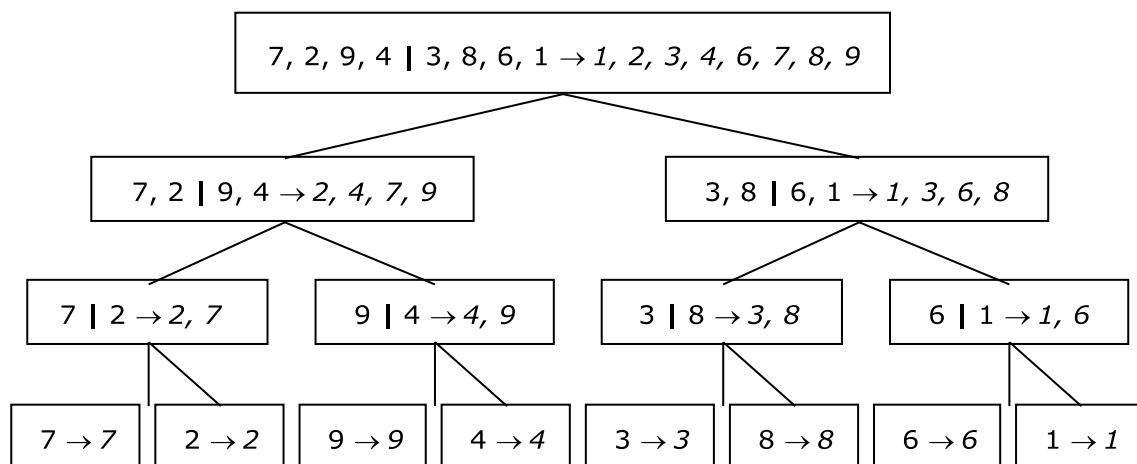 7, 2, 9, 4 | 3, 8, 6, 1 → 1, 2, 3, 4, 6, 7, 8, 9
7, 2 | 9, 4 → 2, 4, 7, 9
3, 8 | 6, 1 → 1, 3, 6, 8
7 | 2 → 2, 7
9 | 4 → 4, 9
3 | 8 → 3, 8
6 | 1 → 1, 6
7 → 7
2 → 2
9 → 9
4 → 4
3 → 3
8 → 8
6 → 6
1 → 1